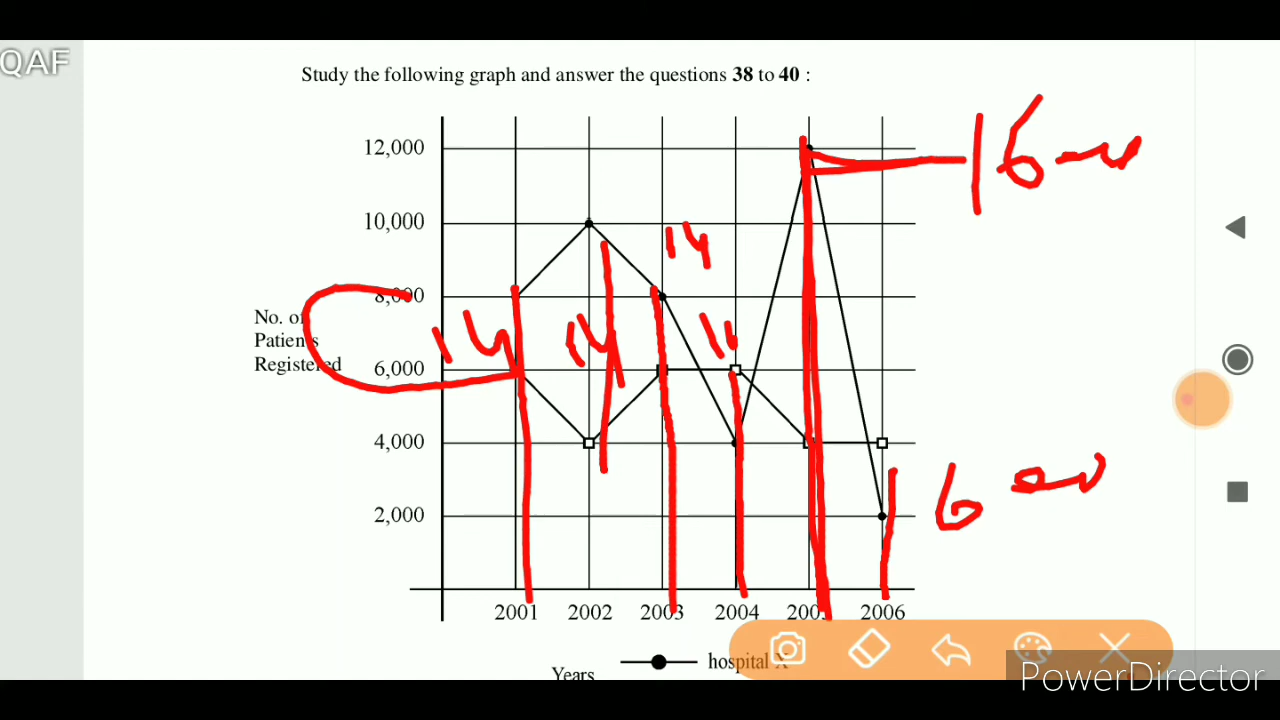 QAF
Study the following graph and answer the questions 38 to 40 :
12,000
16
10,000
14
8,000
No. of
Patients
Registered
14
14
14
6,000
4,000
2,000
6
2001 2002 2003 2004 2005 2006
Years
hospital X
PowerDirector